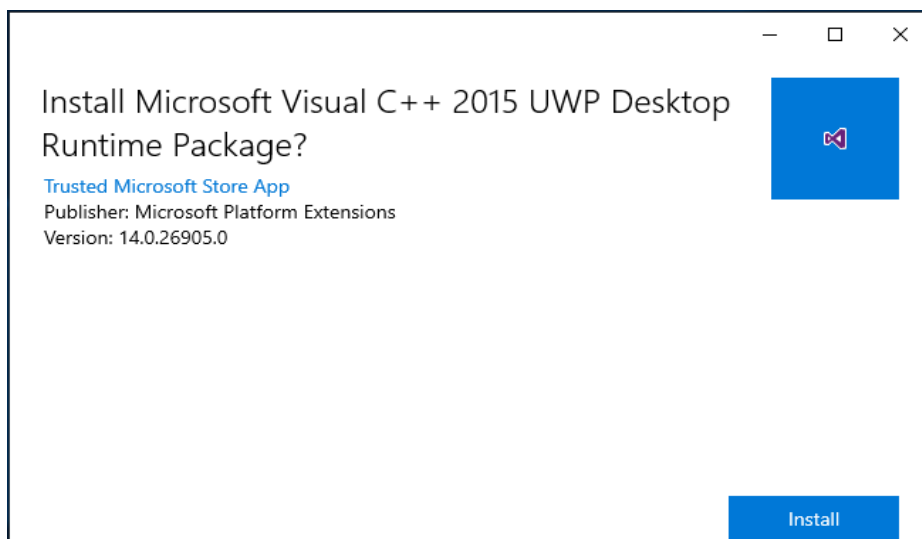 Install Microsoft Visual C++ 2015 UWP Desktop
Runtime Package?
Trusted Microsoft Store App
Publisher: Microsoft Platform Extensions
Version: 14.0.26905.0
Install